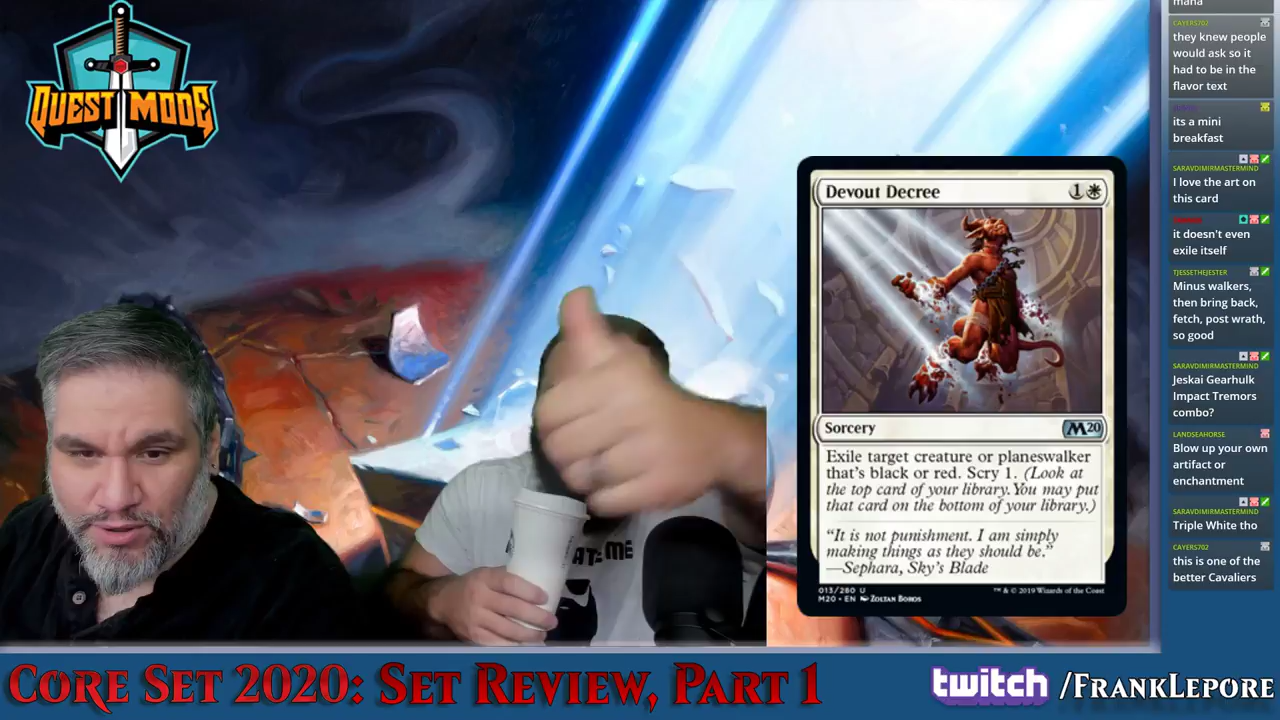 QUEST MODE
Devout Decree
1
Sorcery
M20
Exile target creature or planeswalker
that's black or red. Scry 1. (Look at
the top card of your library. You may put
that card on the bottom of your library.)
"It is not punishment. I am simply
making things as they should be."
—Sephara, Sky's Blade
013/280 U
M20 • EN Zoltan Boros
™ & © 2019 Wizards of the Coast
ATE ME
mana
CAYERS702
they knew people
would ask so it
had to be in the
flavor text
its a mini
breakfast
SARAVDIMIRMASTERMIND
I love the art on
this card
it doesn't even
exile itself
TJESSETHEJESTER
Minus walkers,
then bring back,
fetch, post wrath,
so good
SARAVDIMIRMASTERMIND
Jeskai Gearhulk
Impact Tremors
combo?
LANDSEAHORSE
Blow up your own
artifact or
enchantment
SARAVDIMIRMASTERMIND
Triple White tho
CAYERS702
this is one of the
better Cavaliers
Core Set 2020: Set Review, Part 1
twitch /FrankLepore